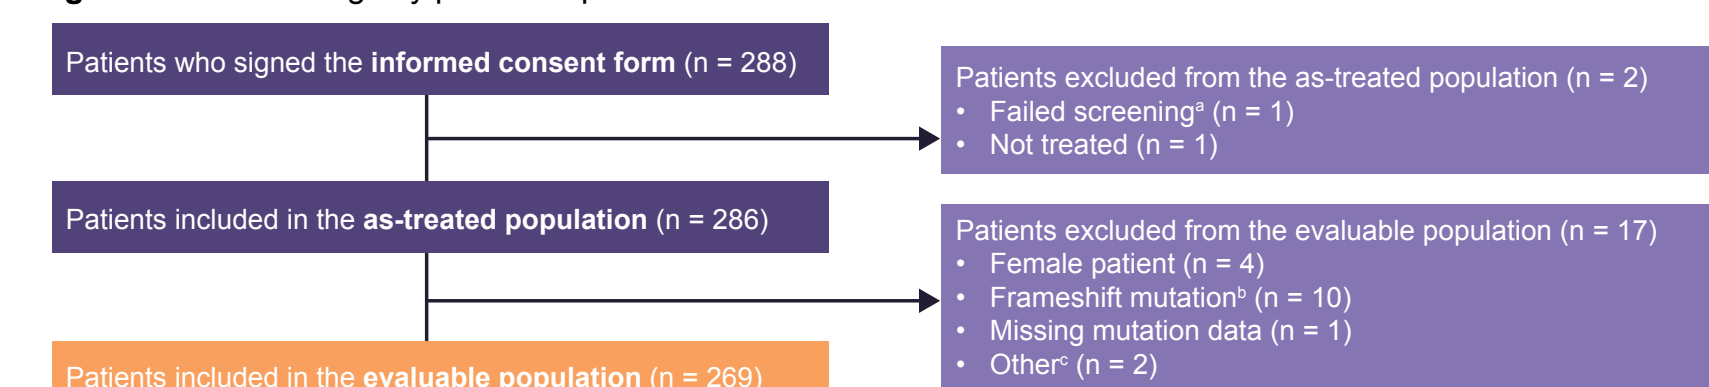 Patients who signed the informed consent form (n = 288)
Patients excluded from the as-treated population (n = 2)
• Failed screeningᵃ (n = 1)
• Not treated (n = 1)
Patients included in the as-treated population (n = 286)
Patients excluded from the evaluable population (n = 17)
• Female patient (n = 4)
• Frameshift mutationᵇ (n = 10)
• Missing mutation data (n = 1)
• Otherᶜ (n = 2)
Patients included in the evaluable population (n = 269)